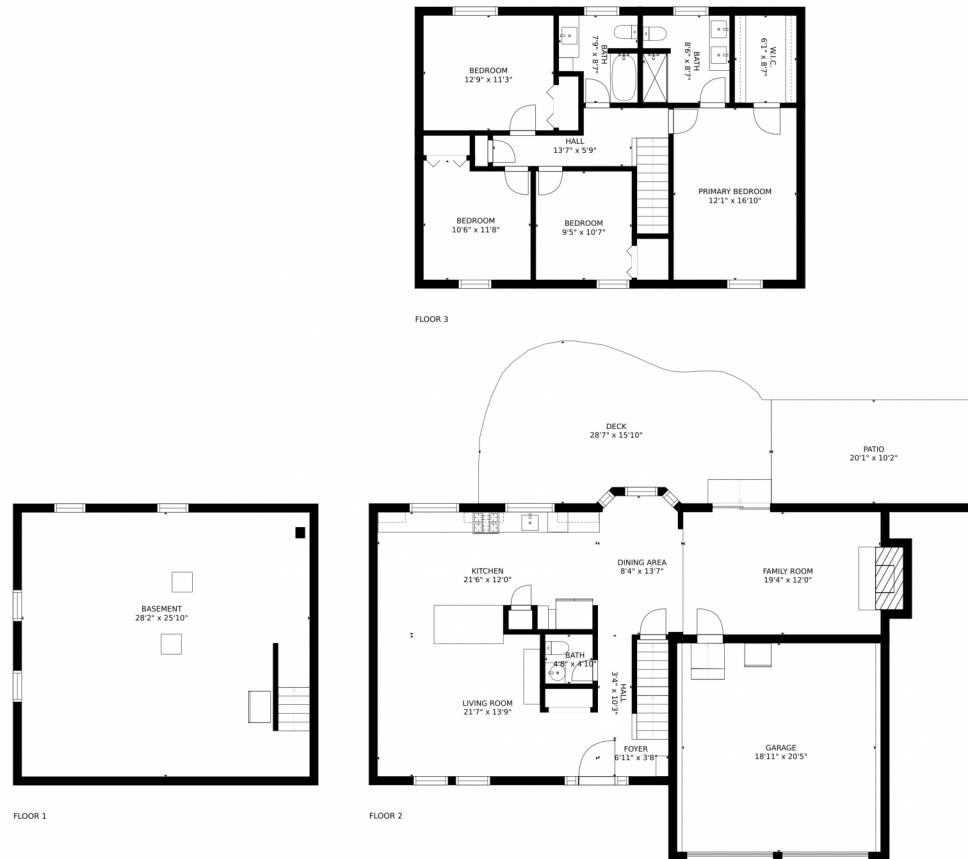 BEDROOM
12'9" x 11'3"
BATH
7'9" x 8'7"
BATH
8'6" x 8'7"
W.I.C.
6'1" x 8'7"
HALL
13'7" x 5'9"
PRIMARY BEDROOM
12'1" x 16'10"
BEDROOM
10'6" x 11'8"
BEDROOM
9'5" x 10'7"
FLOOR 3
DECK
28'7" x 15'10"
PATIO
20'1" x 10'2"
BASEMENT
28'2" x 25'10"
KITCHEN
21'6" x 12'0"
DINING AREA
8'4" x 13'7"
FAMILY ROOM
19'4" x 12'0"
BATH
4'8" x 4'10"
HALL
3'4" x 10'3"
LIVING ROOM
21'7" x 13'9"
FOYER
6'11" x 3'8"
GARAGE
18'11" x 20'5"
FLOOR 1
FLOOR 2